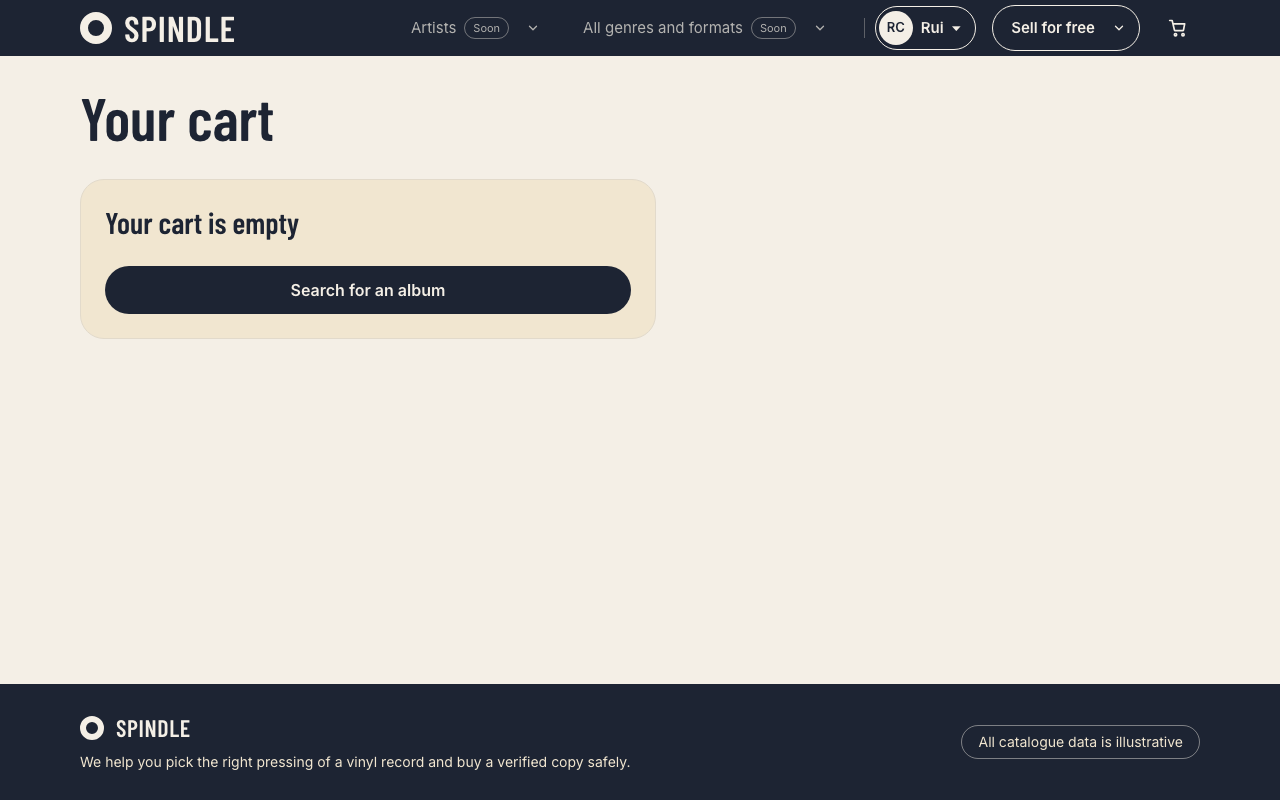 SPINDLE
Artists Soon
All genres and formats Soon
RC Rui
Sell for free
Your cart
Your cart is empty
Search for an album
SPINDLE
We help you pick the right pressing of a vinyl record and buy a verified copy safely.
All catalogue data is illustrative